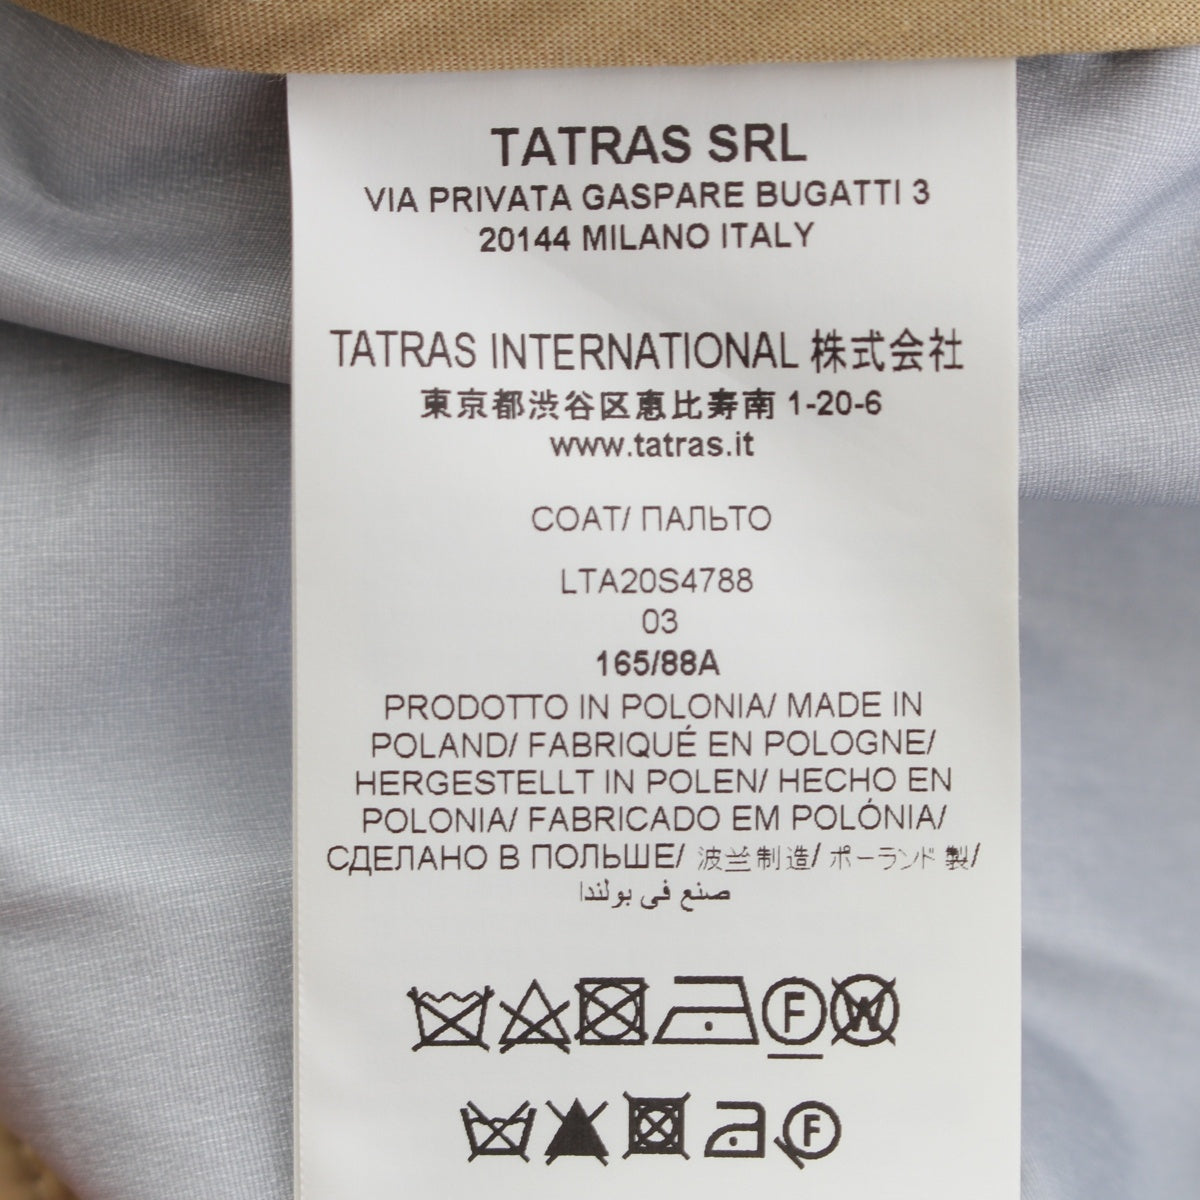 TATRAS SRL
VIA PRIVATA GASPARE BUGATTI 3
20144 MILANO ITALY
TATRAS INTERNATIONAL 株式会社
東京都渋谷区恵比寿南 1-20-6
www.tatras.it
COAT/ ПАЛЬТО
LTA20S4788
03
165/88A
PRODOTTO IN POLONIA/ MADE IN
POLAND/ FABRIQUÉ EN POLOGNE/
HERGESTELLT IN POLEN/ HECHO EN
POLONIA/ FABRICADO EM POLÓNIA/
СДЕЛАНО В ПОЛЬШЕ/ 波兰制造/ ポーランド 製/
صنع في بولندا
F W
F